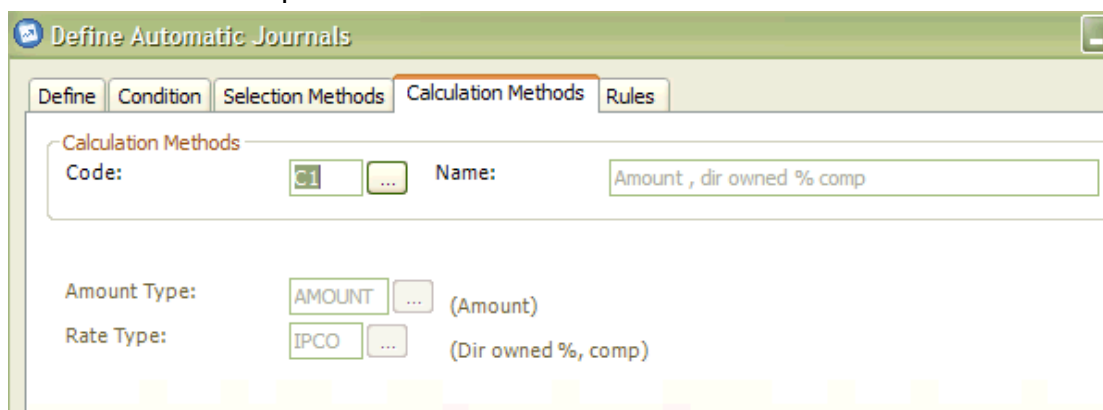 Define Automatic Journals
Define Condition Selection Methods Calculation Methods Rules
Calculation Methods
Code: C1 ... Name: Amount , dir owned % comp
Amount Type: AMOUNT ... (Amount)
Rate Type: IPCO ... (Dir owned %, comp)